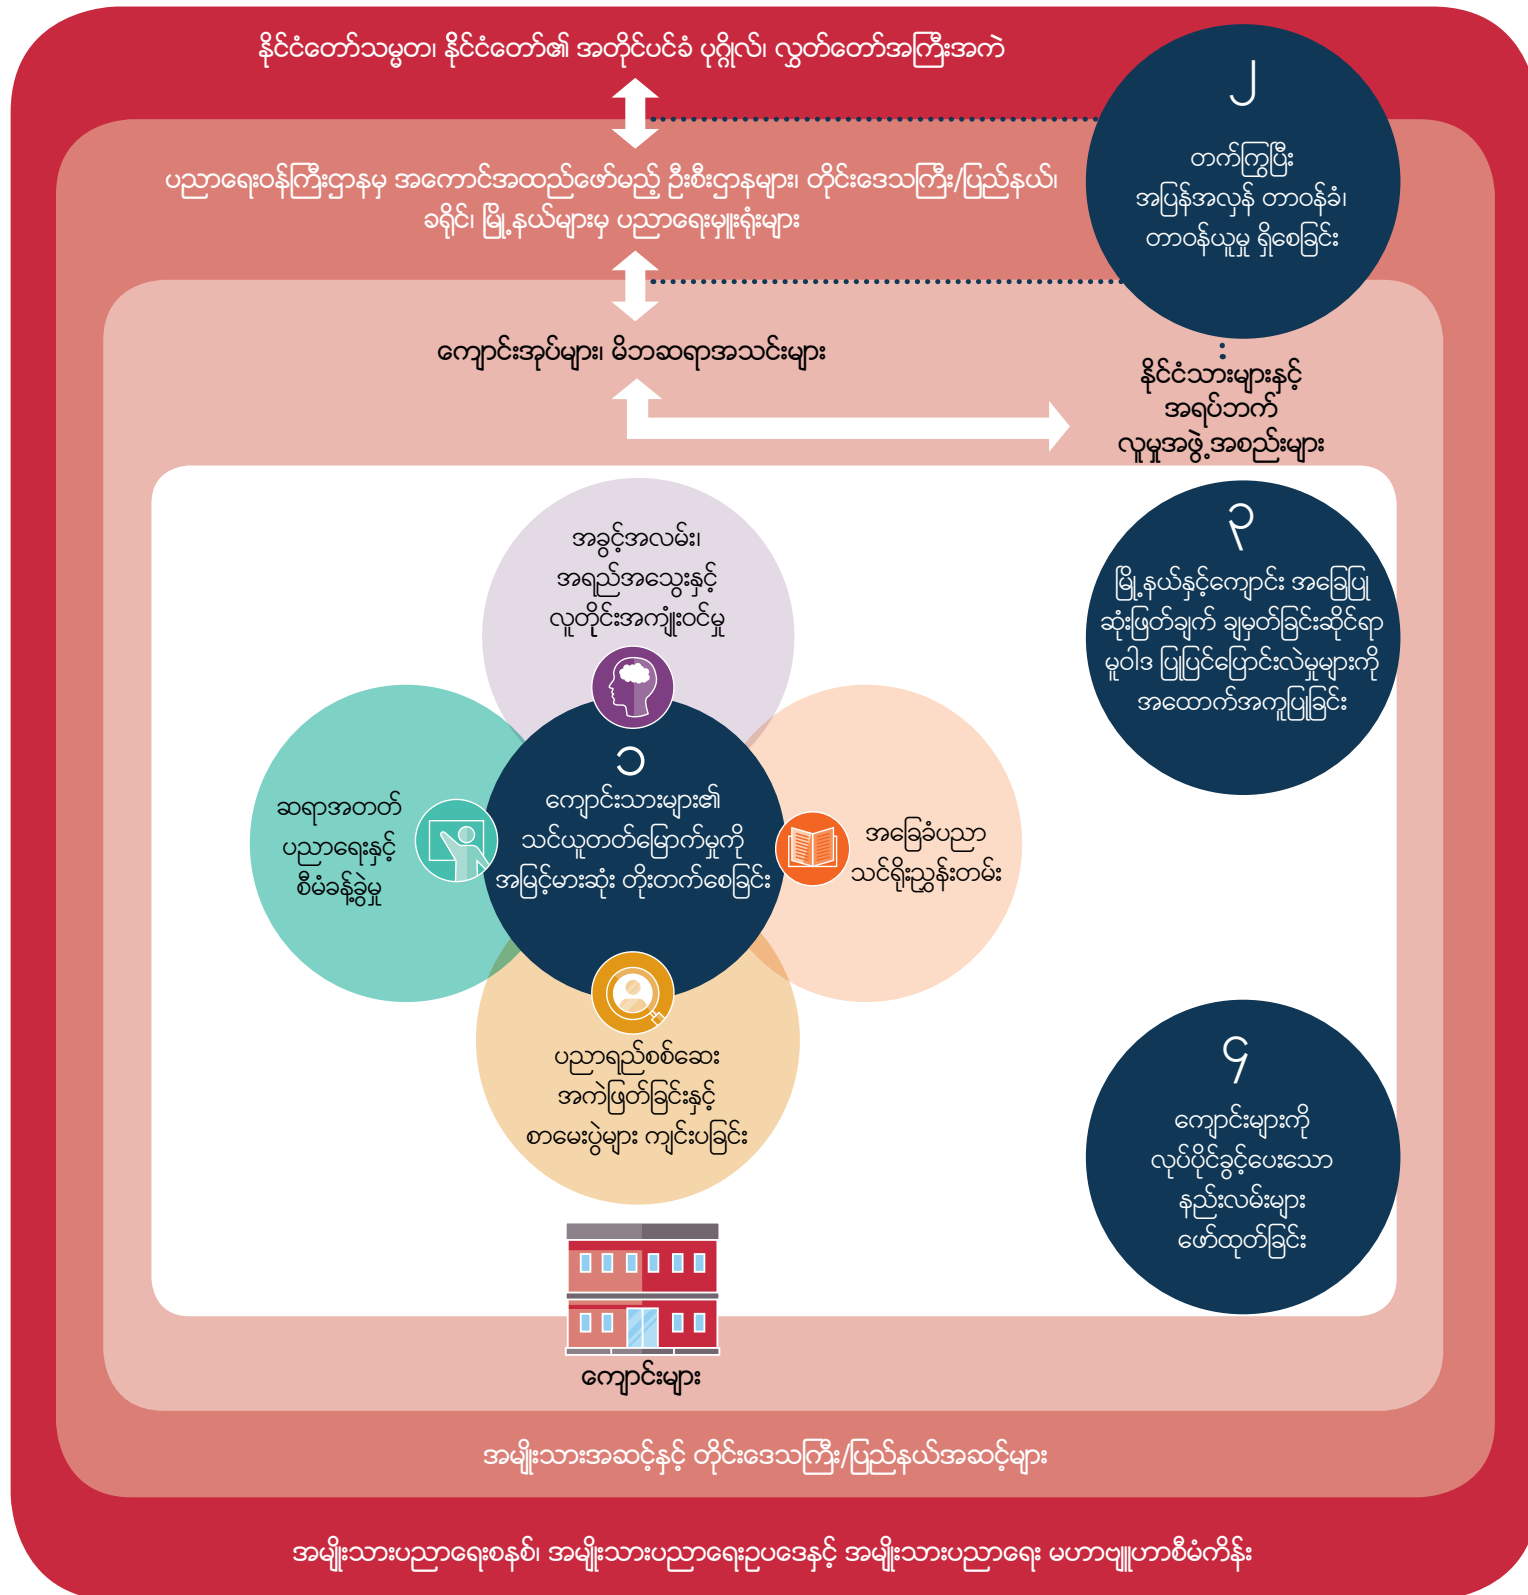 နိုင်ငံတော်သမ္မတ၊ နိုင်ငံတော်၏ အတိုင်ပင်ခံ ပုဂ္ဂိုလ်၊ လွှတ်တော်အကြီးအကဲ
၂
တက်ကြွပြီး
အပြန်အလှန် တာဝန်ခံ၊
တာဝန်ယူမှု ရှိစေခြင်း
ပညာရေးဝန်ကြီးဌာနမှ အကောင်အထည်ဖော်မည့် ဦးစီးဌာနများ၊ တိုင်းဒေသကြီး/ပြည်နယ်၊
ခရိုင်၊ မြို့နယ်များမှ ပညာရေးမှူးရုံးများ
ကျောင်းအုပ်များ၊ မိဘဆရာအသင်းများ
နိုင်ငံသားများနှင့်
အရပ်ဘက်
လူမှုအဖွဲ့အစည်းများ
အခွင့်အလမ်း၊
အရည်အသွေးနှင့်
လူတိုင်းအကျုံးဝင်မှု
၃
မြို့နယ်နှင့်ကျောင်း အခြေပြု
ဆုံးဖြတ်ချက် ချမှတ်ခြင်းဆိုင်ရာ
မူဝါဒ ပြုပြင်ပြောင်းလဲမှုများကို
အထောက်အကူပြုခြင်း
၁
ကျောင်းသားများ၏
သင်ယူတတ်မြောက်မှုကို
အမြင့်မားဆုံး တိုးတက်စေခြင်း
ဆရာအတတ်
ပညာရေးနှင့်
စီမံခန့်ခွဲမှု
အခြေခံပညာ
သင်ရိုးညွှန်းတမ်း
ပညာရည်စစ်ဆေး
အကဲဖြတ်ခြင်းနှင့်
စာမေးပွဲများ ကျင်းပခြင်း
၄
ကျောင်းများကို
လုပ်ပိုင်ခွင့်ပေးသော
နည်းလမ်းများ
ဖော်ထုတ်ခြင်း
ကျောင်းများ
အမျိုးသားအဆင့်နှင့် တိုင်းဒေသကြီး/ပြည်နယ်အဆင့်များ
အမျိုးသားပညာရေးစနစ်၊ အမျိုးသားပညာရေးဥပဒေနှင့် အမျိုးသားပညာရေး မဟာဗျူဟာစီမံကိန်း